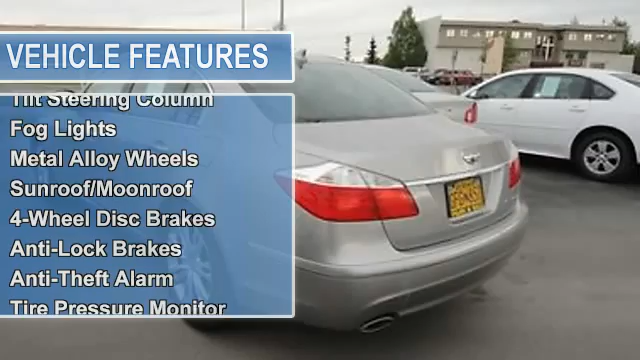 VEHICLE FEATURES
Tilt Steering Column
Fog Lights
Metal Alloy Wheels
Sunroof/Moonroof
4-Wheel Disc Brakes
Anti-Lock Brakes
Anti-Theft Alarm
Tire Pressure Monitor